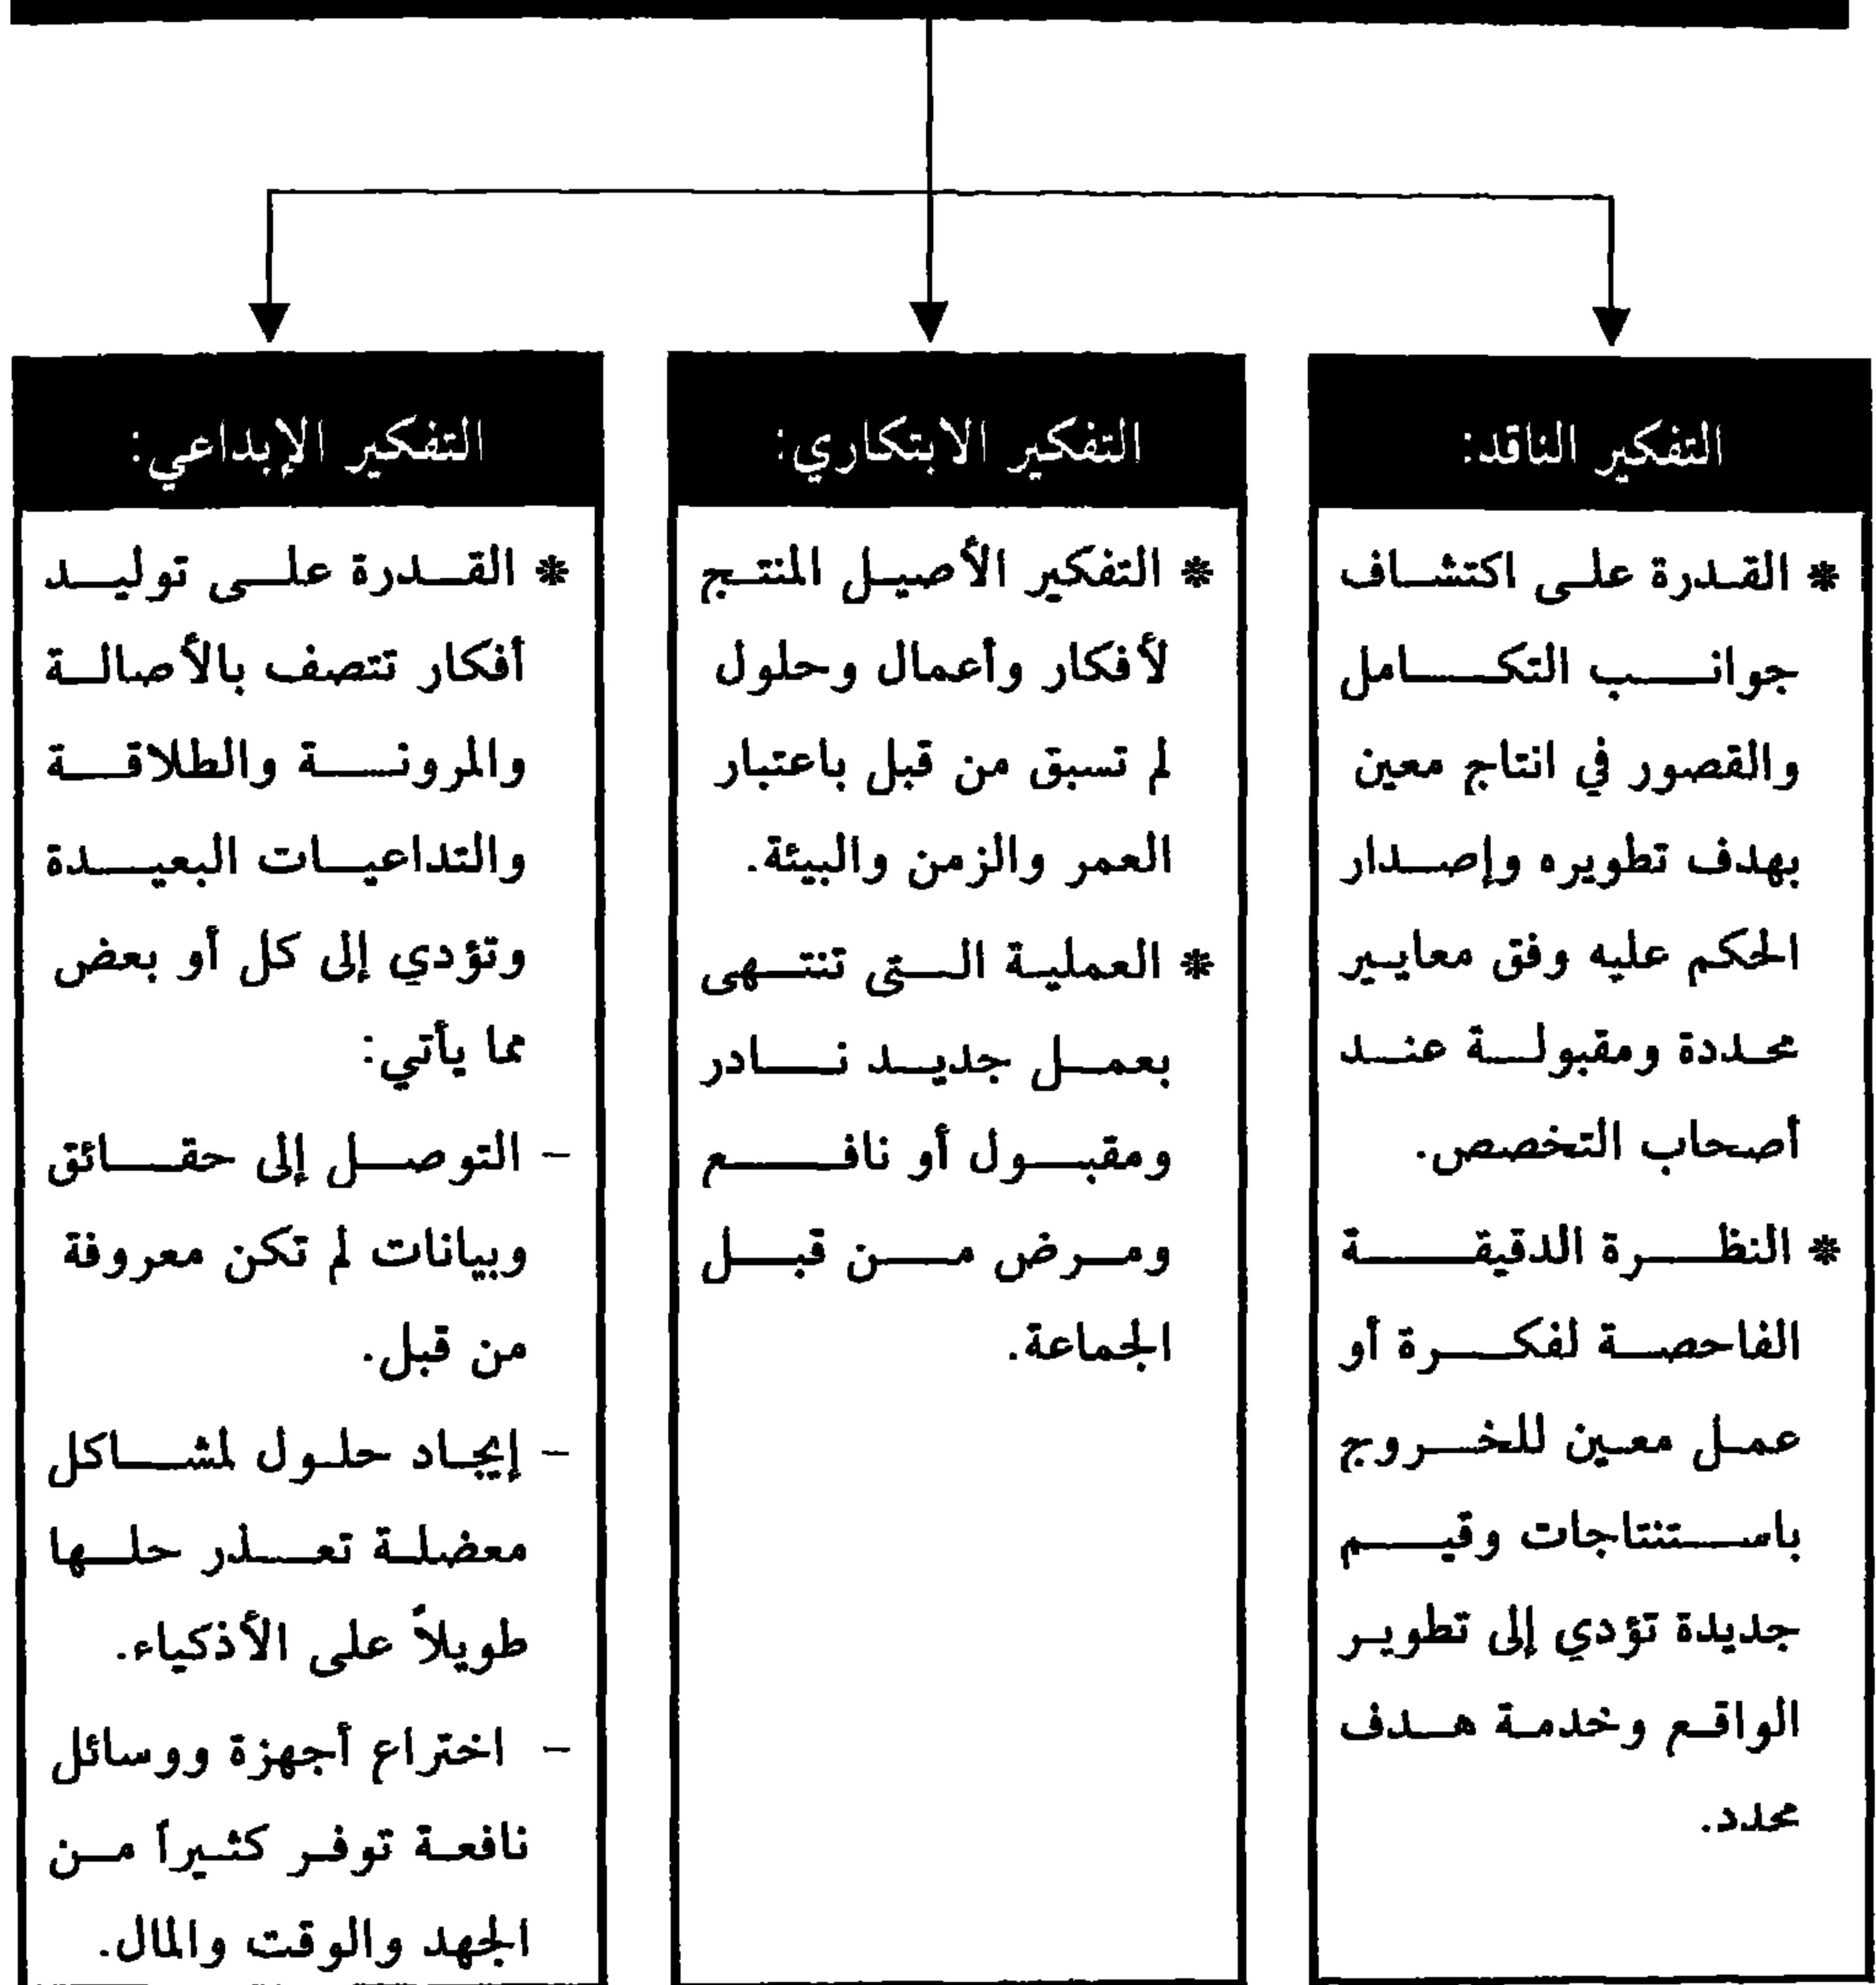 التفكير الناقد:
* القدرة على اكتشاف
جوانب التكامل
والقصور في انتاج معين
بهدف تطويره وإصدار
الحكم عليه وفق معايير
محددة ومقبولة عند
أصحاب التخصص.
* النظرة الدقيقة
الفاحصة لفكرة أو
عمل معين للخروج
باستنتاجات وقيم
جديدة تؤدي إلى تطوير
الواقع وخدمة هدف
محدد.
التفكير الابتكاري:
* التفكير الأصيل المنتج
لأفكار وأعمال وحلول
لم تسبق من قبل باعتبار
العمر والزمن والبيئة.
* العملية التي تنتهى
بعمل جديد نادر
ومقبول أو نافع
ومرض من قبل
الجماعة.
التفكير الإبداعي:
* القدرة على توليد
أفكار تتصف بالأصالة
والمرونة والطلاقة
والتداعيات البعيدة
وتؤدي إلى كل أو بعض
مما يأتي:
- التوصل إلى حقائق
وبيانات لم تكن معروفة
من قبل.
- إيجاد حلول لمشاكل
معضلة تعذر حلها
طويلاً على الأذكياء.
- اختراع أجهزة ووسائل
نافعة توفر كثيراً من
الجهد والوقت والمال.